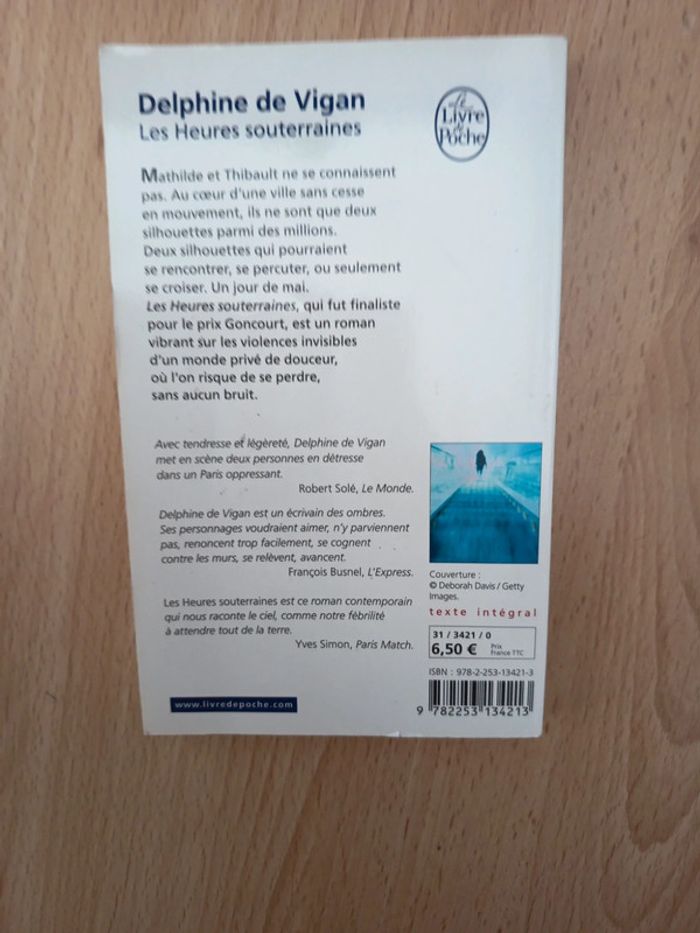 Delphine de Vigan
Les Heures souterraines
Le
Livre
de
Poche
Mathilde et Thibault ne se connaissent
pas. Au cœur d'une ville sans cesse
en mouvement, ils ne sont que deux
silhouettes parmi des millions.
Deux silhouettes qui pourraient
se rencontrer, se percuter, ou seulement
se croiser. Un jour de mai.
Les Heures souterraines, qui fut finaliste
pour le prix Goncourt, est un roman
vibrant sur les violences invisibles
d'un monde privé de douceur,
où l'on risque de se perdre,
sans aucun bruit.
Avec tendresse et légèreté, Delphine de Vigan
met en scène deux personnes en détresse
dans un Paris oppressant.
Robert Solé, Le Monde.
Delphine de Vigan est un écrivain des ombres.
Ses personnages voudraient aimer, n'y parviennent
pas, renoncent trop facilement, se cognent
contre les murs, se relèvent, avancent.
François Busnel, L'Express.
Les Heures souterraines est ce roman contemporain
qui nous raconte le ciel, comme notre fébrilité
à attendre tout de la terre.
Yves Simon, Paris Match.
www.livredepoche.com
Couverture :
© Deborah Davis / Getty
Images.
texte intégral
31 / 3421 / 0
6,50 € Prix
France TTC
ISBN : 978-2-253-13421-3
9 782253 134213